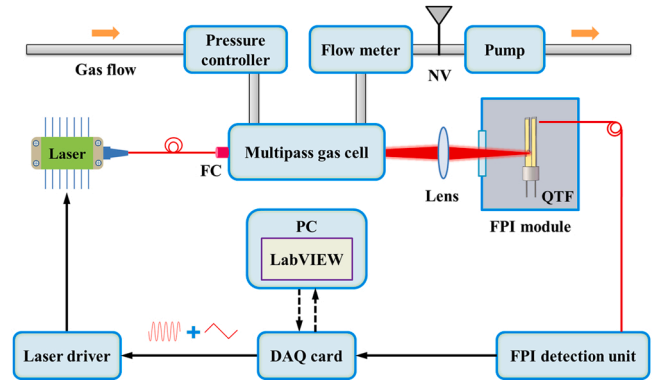 Gas flow
Pressure
controller
Flow meter
NV
Pump
Laser
FC
Multipass gas cell
Lens
QTF
FPI module
PC
LabVIEW
+
Laser driver
DAQ card
FPI detection unit